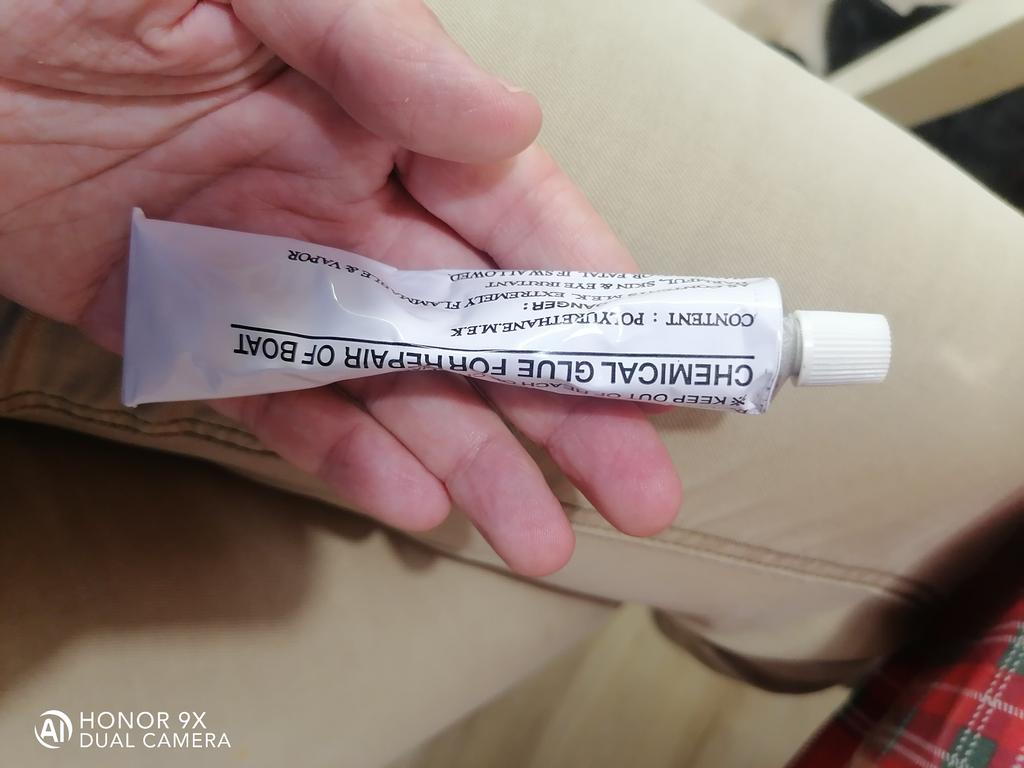 ※ KEEP OUT OF REACH OF
CHEMICAL GLUE FOR REPAIR OF BOAT
CONTENT : POLYURETHANE.M.E.K
DANGER:
M.E.K. EXTREMELY FLAMMABLE & VAPOR
SKIN & EYE IRRITANT
OR FATAL IF SWALLOWED
HONOR 9X
DUAL CAMERA